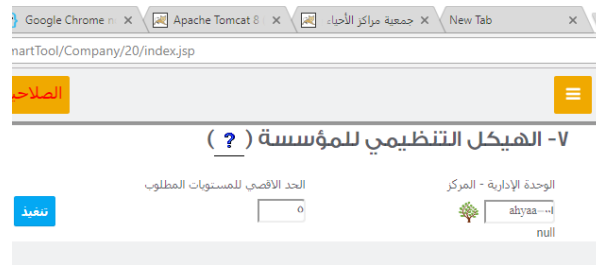 Google Chrome n
Apache Tomcat 8
جمعية مراكز الأحياء
New Tab
martTool/Company/20/index.jsp
الصلاحي
٧- الهيكل التنظيمي للمؤسسة ( ? )
الوحدة الإدارية - المركز
الحد الاقصي للمستويات المطلوب
ahyaa
٥
تنفيذ
null